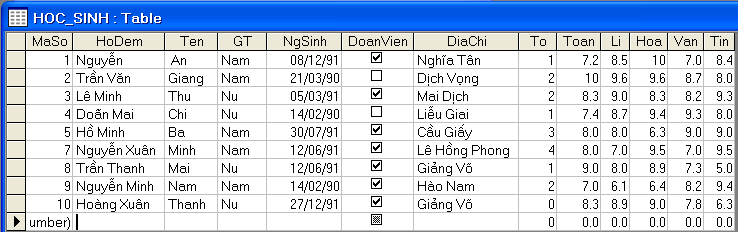 HOC_SINH : Table
MaSo HoDem Ten GT NgSinh DoanVien DiaChi To Toan Li Hoa Van Tin
1 Nguyễn An Nam 08/12/91 Nghĩa Tân 1 7.2 8.5 10 7.0 8.4
2 Trần Văn Giang Nam 21/03/90 Dịch Vọng 2 10 9.6 9.6 8.7 8.0
3 Lê Minh Thu Nu 05/03/91 Mai Dịch 2 8.3 9.0 8.3 8.2 9.3
4 Doãn Mai Chi Nu 14/02/90 Liễu Giai 1 7.4 8.7 9.4 9.3 8.0
5 Hồ Minh Ba Nam 30/07/91 Cầu Giấy 3 8.0 8.0 6.3 9.0 9.0
7 Nguyễn Xuân Minh Nam 12/06/91 Lê Hồng Phong 4 8.0 7.0 9.5 7.0 9.5
8 Trần Thanh Mai Nu 12/06/91 Giảng Võ 1 9.0 8.0 8.9 7.3 5.0
9 Nguyễn Minh Nam Nam 14/02/90 Hào Nam 2 7.0 6.1 6.4 8.2 9.4
10 Hoàng Xuân Thanh Nu 27/12/91 Giảng Võ 0 8.3 8.9 9.0 7.8 6.3
umber) 0 0.0 0.0 0.0 0.0 0.0